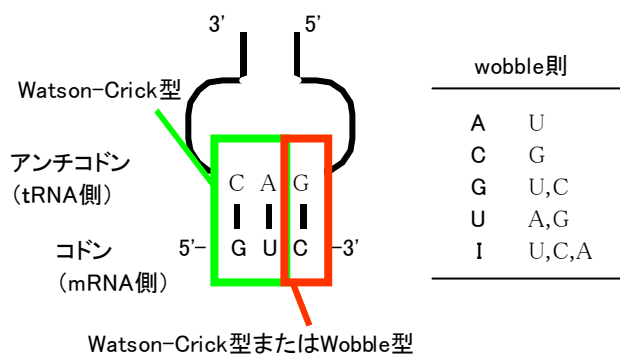 3' 5'
Watson-Crick型
アンチコドン
(tRNA側)
C A G
コドン
(mRNA側)
5'- G U C -3'
Watson-Crick型またはWobble型
wobble則
A U
C G
G U,C
U A,G
I U,C,A